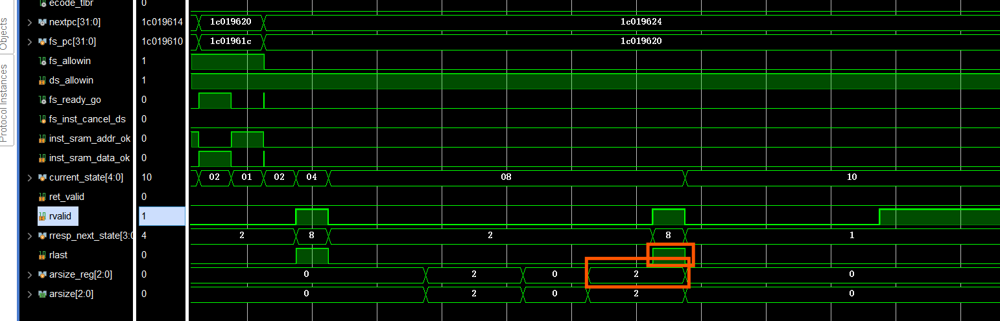 ecode_tlbr 0
nextpc[31:0] 1c019614 1c019620 1c019624
fs_pc[31:0] 1c019610 1c01961c 1c019620
fs_allowin 1
ds_allowin 1
fs_ready_go 0
fs_inst_cancel_ds 0
inst_sram_addr_ok 0
inst_sram_data_ok 0
current_state[4:0] 10 02 01 02 04 08 10
ret_valid 0
rvalid 1
rresp_next_state[3:0 4 2 8 2 8 1
rlast 0
arsize_reg[2:0] 0 0 2 0 2 0
arsize[2:0] 0 0 2 0 2 0
Objects
Protocol Instances